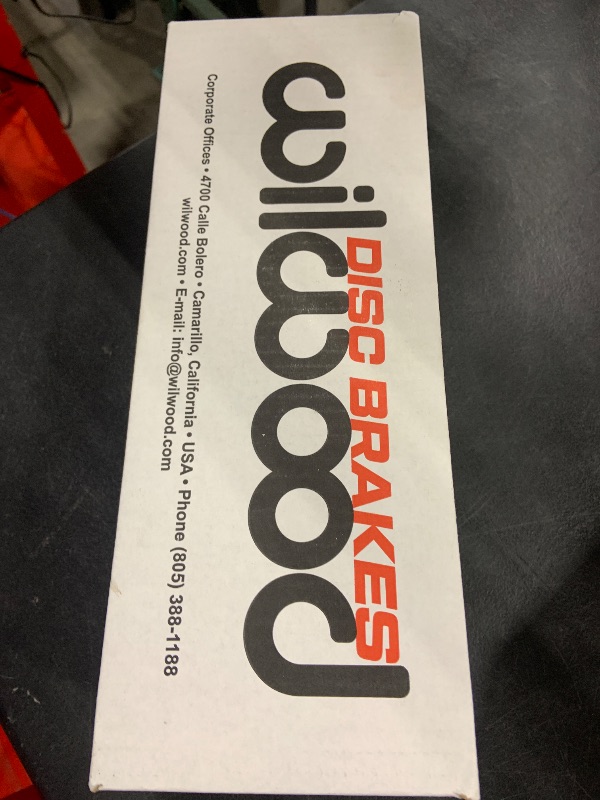 DISC BRAKES
wilwood
Corporate Offices • 4700 Calle Bolero • Camarillo, California • USA • Phone (805) 388-1188
wilwood.com • E-mail: info@wilwood.com